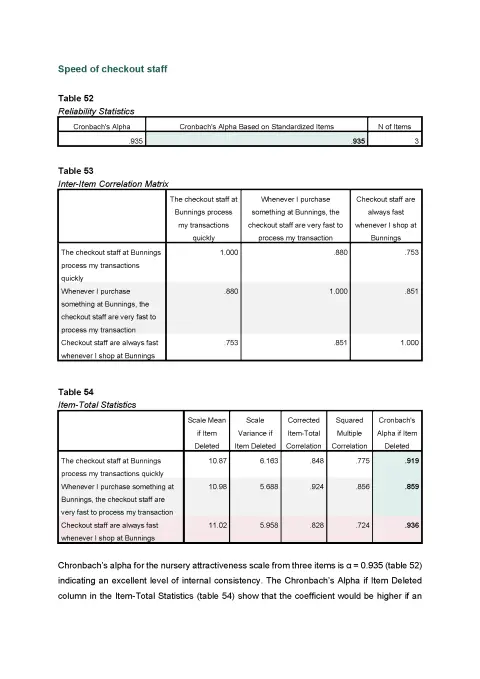 Speed of checkout staff
Table 52
Reliability Statistics
Cronbach's Alpha Cronbach's Alpha Based on Standardized Items N of Items
.935 .935 3
Table 53
Inter-Item Correlation Matrix
The checkout staff at Whenever I purchase Checkout staff are
Bunnings process something at Bunnings, the always fast
my transactions checkout staff are very fast to whenever I shop at
quickly process my transaction Bunnings
The checkout staff at Bunnings 1.000 .880 .753
process my transactions
quickly
Whenever I purchase .880 1.000 .851
something at Bunnings, the
checkout staff are very fast to
process my transaction
Checkout staff are always fast .753 .851 1.000
whenever I shop at Bunnings
Table 54
Item-Total Statistics
Scale Mean Scale Corrected Squared Cronbach's
if Item Variance if Item-Total Multiple Alpha if Item
Deleted Item Deleted Correlation Correlation Deleted
The checkout staff at Bunnings 10.87 6.163 .848 .775 .919
process my transactions quickly
Whenever I purchase something at 10.98 5.688 .924 .856 .859
Bunnings, the checkout staff are
very fast to process my transaction
Checkout staff are always fast 11.02 5.958 .828 .724 .936
whenever I shop at Bunnings
Chronbach's alpha for the nursery attractiveness scale from three items is α = 0.935 (table 52)
indicating an excellent level of internal consistency. The Chronbach's Alpha if Item Deleted
column in the Item-Total Statistics (table 54) show that the coefficient would be higher if an